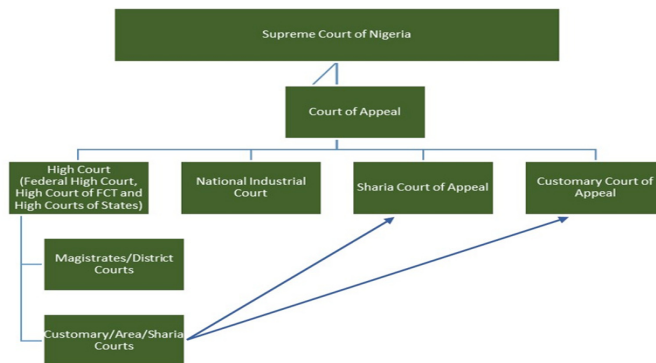 Supreme Court of Nigeria
Court of Appeal
High Court
(Federal High Court,
High Court of FCT and
High Courts of States)
National Industrial
Court
Sharia Court of Appeal
Customary Court of
Appeal
Magistrates/District
Courts
Customary/Area/Sharia
Courts